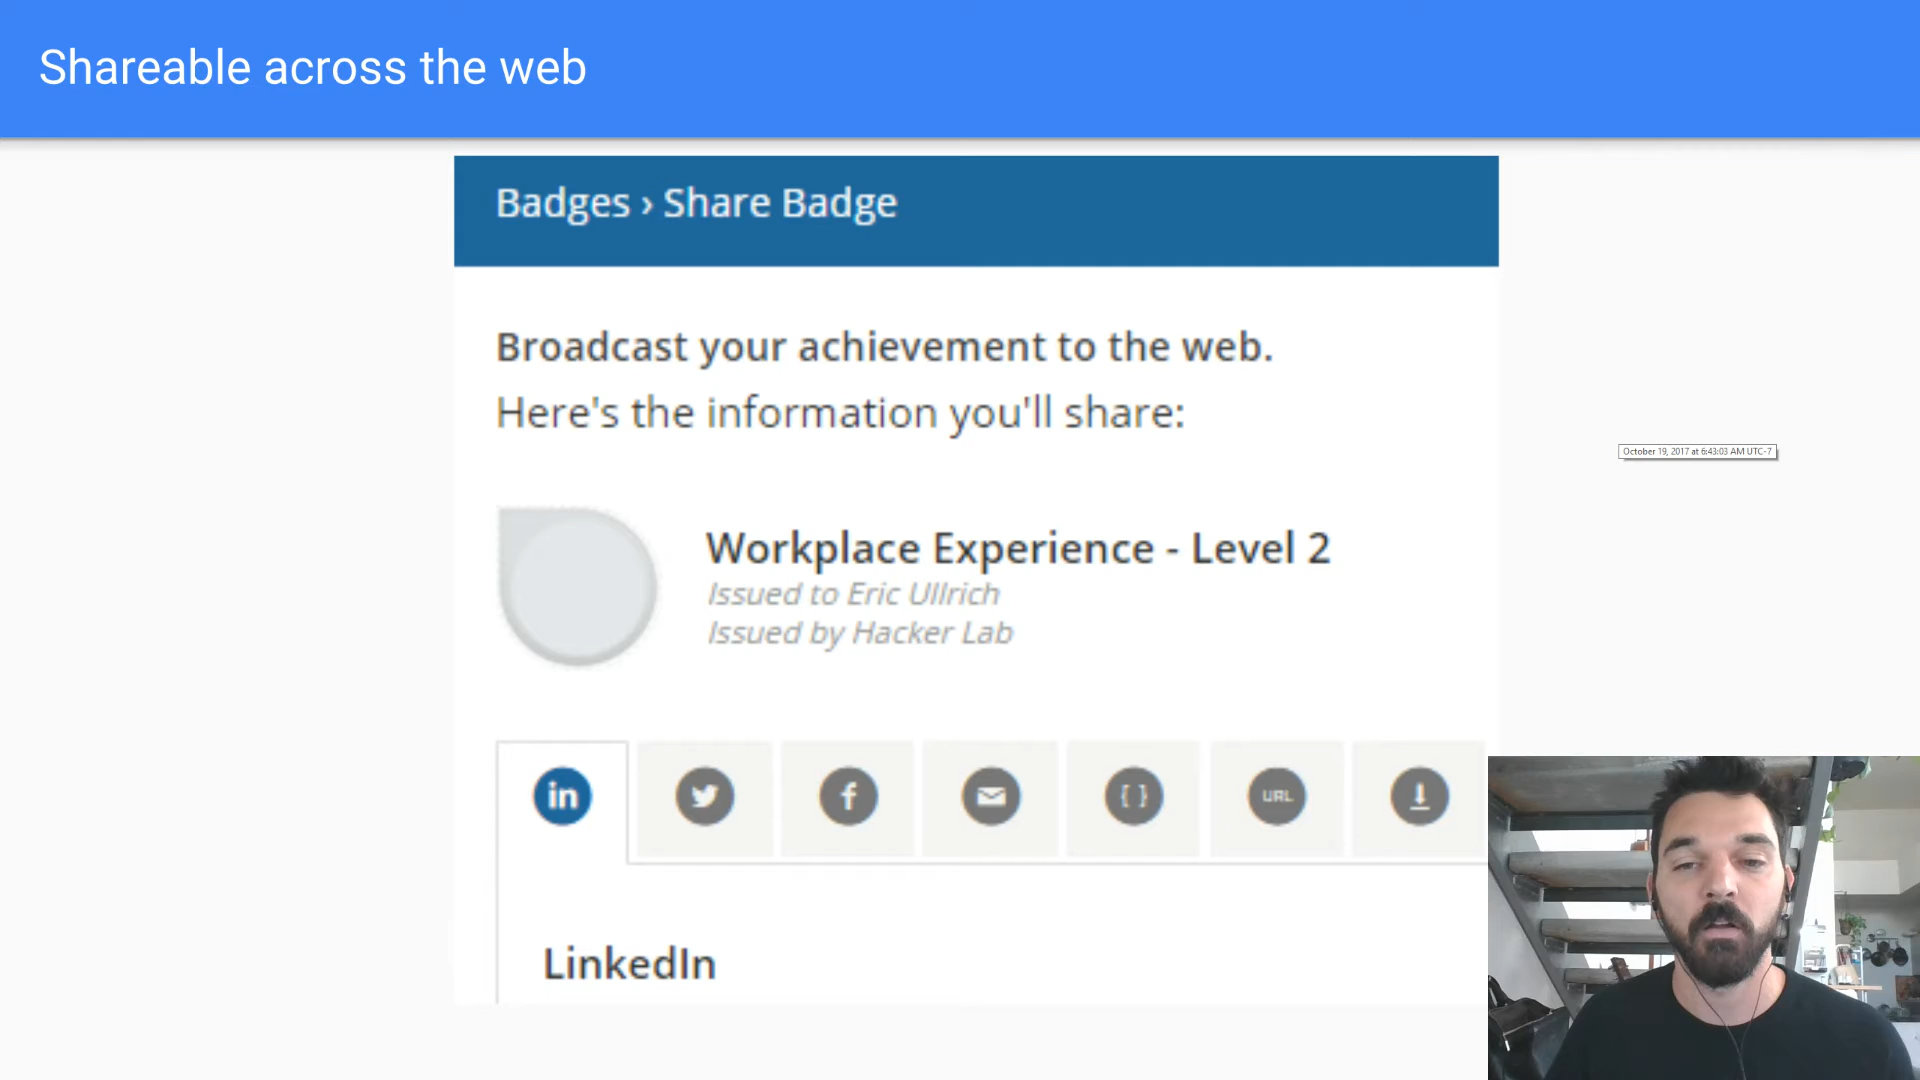 Shareable across the web
Badges › Share Badge
Broadcast your achievement to the web.
Here's the information you'll share:
October 19, 2017 at 6:43:03 AM UTC-7
Workplace Experience - Level 2
Issued to Eric Ullrich
Issued by Hacker Lab
in
f
{ }
URL
LinkedIn